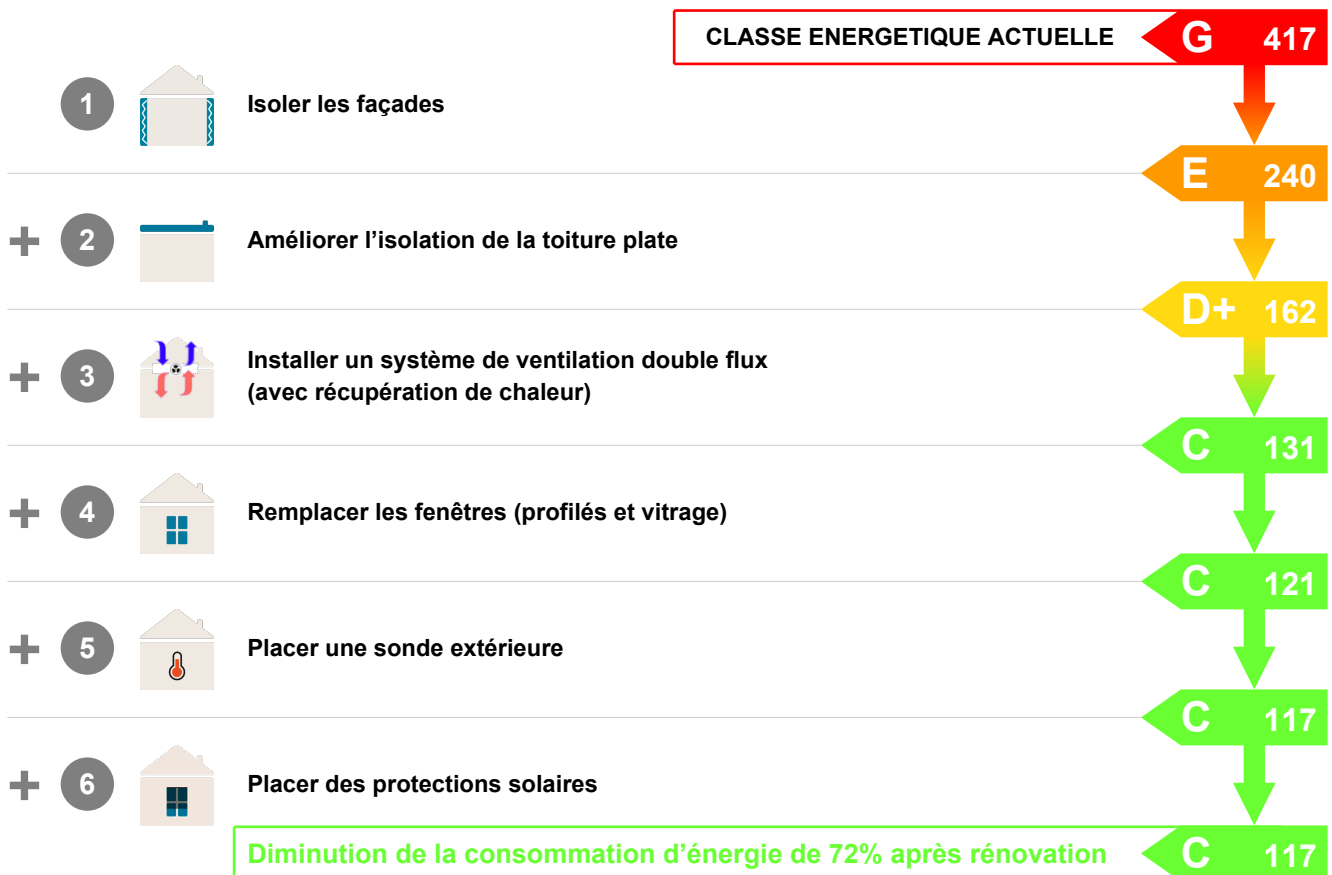 CLASSE ENERGETIQUE ACTUELLE G 417
1 Isoler les façades
E 240
+ 2 Améliorer l’isolation de la toiture plate
D+ 162
+ 3 Installer un système de ventilation double flux
(avec récupération de chaleur)
C 131
+ 4 Remplacer les fenêtres (profilés et vitrage)
C 121
+ 5 Placer une sonde extérieure
C 117
+ 6 Placer des protections solaires
Diminution de la consommation d’énergie de 72% après rénovation C 117